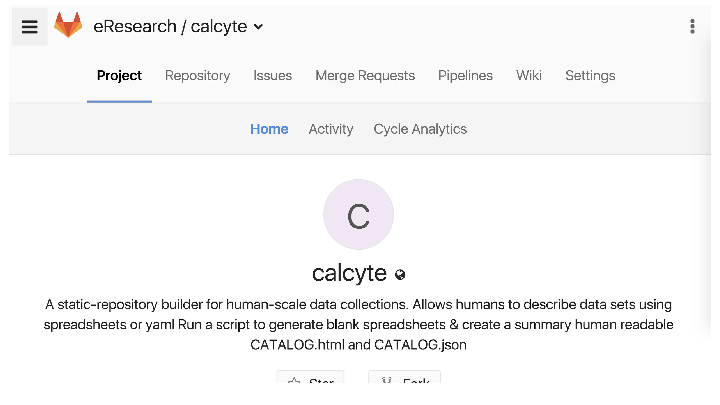 eResearch / calcyte
Project Repository Issues Merge Requests Pipelines Wiki Settings
Home Activity Cycle Analytics
C
calcyte
A static-repository builder for human-scale data collections. Allows humans to describe data sets using
spreadsheets or yaml Run a script to generate blank spreadsheets & create a summary human readable
CATALOG.html and CATALOG.json
Star Fork